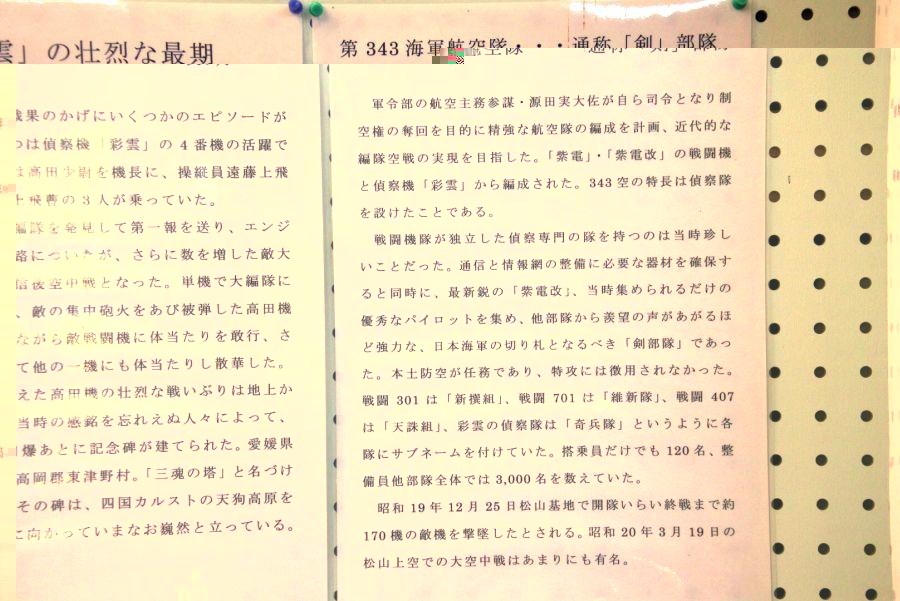 雲」の壮烈な最期
果のかげにいくつかのエピソードが
つは偵察機「彩雲」の4番機の活躍で
は高田少尉を機長に、操縦員遠藤上飛
上飛曹の3人が乗っていた。
編隊を発見して第一報を送り、エンジ
路についたが、さらに数を増した敵大
後空中戦となった。単機で大編隊に
、敵の集中砲火をあび被弾した高田機
ながら敵戦闘機に体当たりを敢行、さ
て他の一機にも体当たりし散華した。
えた高田機の壮烈な戦いぶりは地上か
当時の感銘を忘れえぬ人々によって、
爆あとに記念碑が建てられた。愛媛県
高岡郡東津野村。「三魂の塔」と名づけ
その碑は、四国カルストの天狗高原を
に向かっていまなお巍然と立っている。
第343海軍航空隊・・通称「剣」部隊
軍令部の航空主務参謀・源田実大佐が自ら司令となり制
空権の奪回を目的に精強な航空隊の編成を計画、近代的な
編隊空戦の実現を目指した。「紫電」・「紫電改」の戦闘機
と偵察機「彩雲」から編成された。343空の特長は偵察隊
を設けたことである。
戦闘機隊が独立した偵察専門の隊を持つのは当時珍し
いことだった。通信と情報網の整備に必要な器材を確保す
ると同時に、最新鋭の「紫電改」、当時集められるだけの
優秀なパイロットを集め、他部隊から羨望の声があがるほ
ど強力な、日本海軍の切り札となるべき「剣部隊」であっ
た。本土防空が任務であり、特攻には徴用されなかった。
戦闘301は「新撰組」、戦闘701は「維新隊」、戦闘407
は「天誅組」、彩雲の偵察隊は「奇兵隊」というように各
隊にサブネームを付けていた。搭乗員だけでも120名、整
備員他部隊全体では3,000名を数えていた。
昭和19年12月25日松山基地で開隊いらい終戦まで約
170機の敵機を撃墜したとされる。昭和20年3月19日の
松山上空での大空中戦はあまりにも有名。